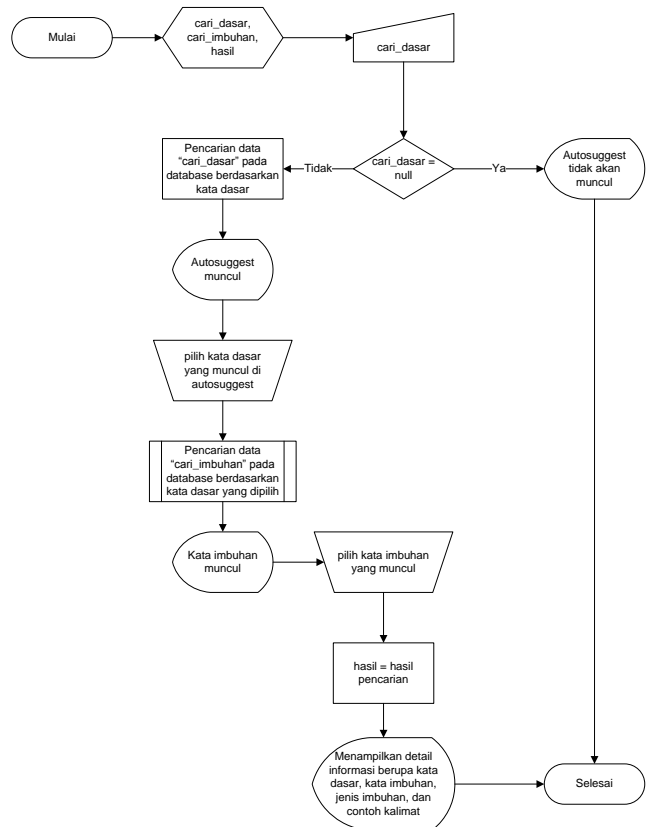 Mulai
cari_dasar,
cari_imbuhan,
hasil
cari_dasar
Pencarian data
“cari_dasar” pada
database berdasarkan
kata dasar
Tidak
cari_dasar =
null
Ya
Autosuggest
tidak akan
muncul
Autosuggest
muncul
pilih kata dasar
yang muncul di
autosuggest
Pencarian data
“cari_imbuhan” pada
database berdasarkan
kata dasar yang dipilih
Kata imbuhan
muncul
pilih kata imbuhan
yang muncul
hasil = hasil
pencarian
Menampilkan detail
informasi berupa kata
dasar, kata imbuhan,
jenis imbuhan, dan
contoh kalimat
Selesai